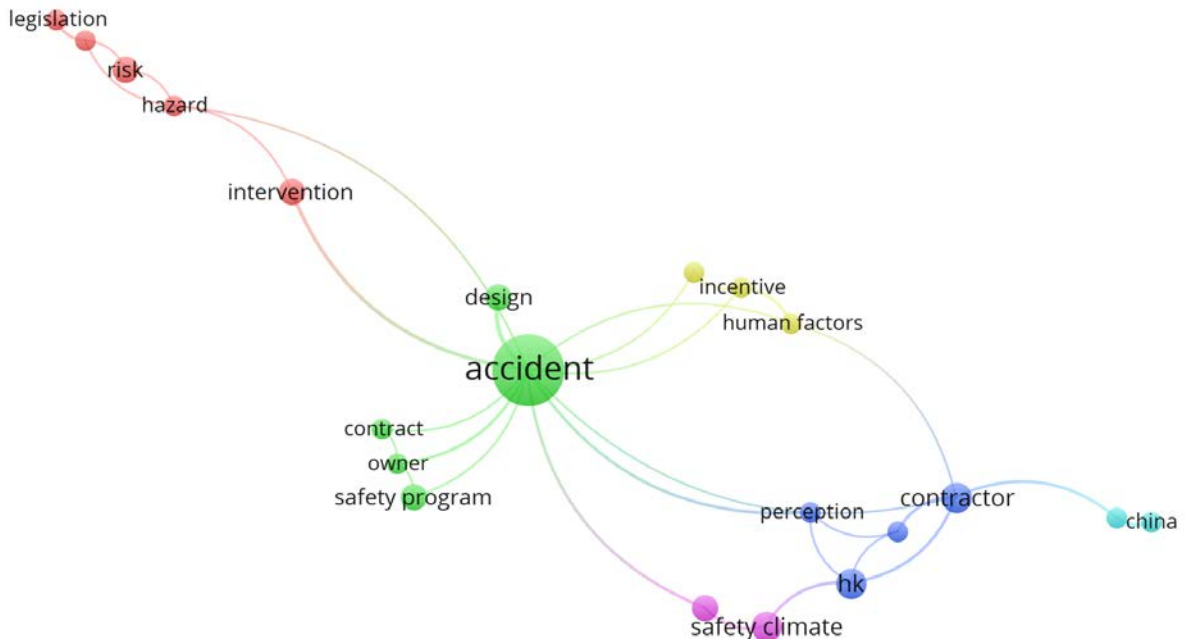 legislation
risk
hazard
intervention
design
incentive
human factors
accident
contract
owner
safety program
perception
contractor
china
hk
safety climate